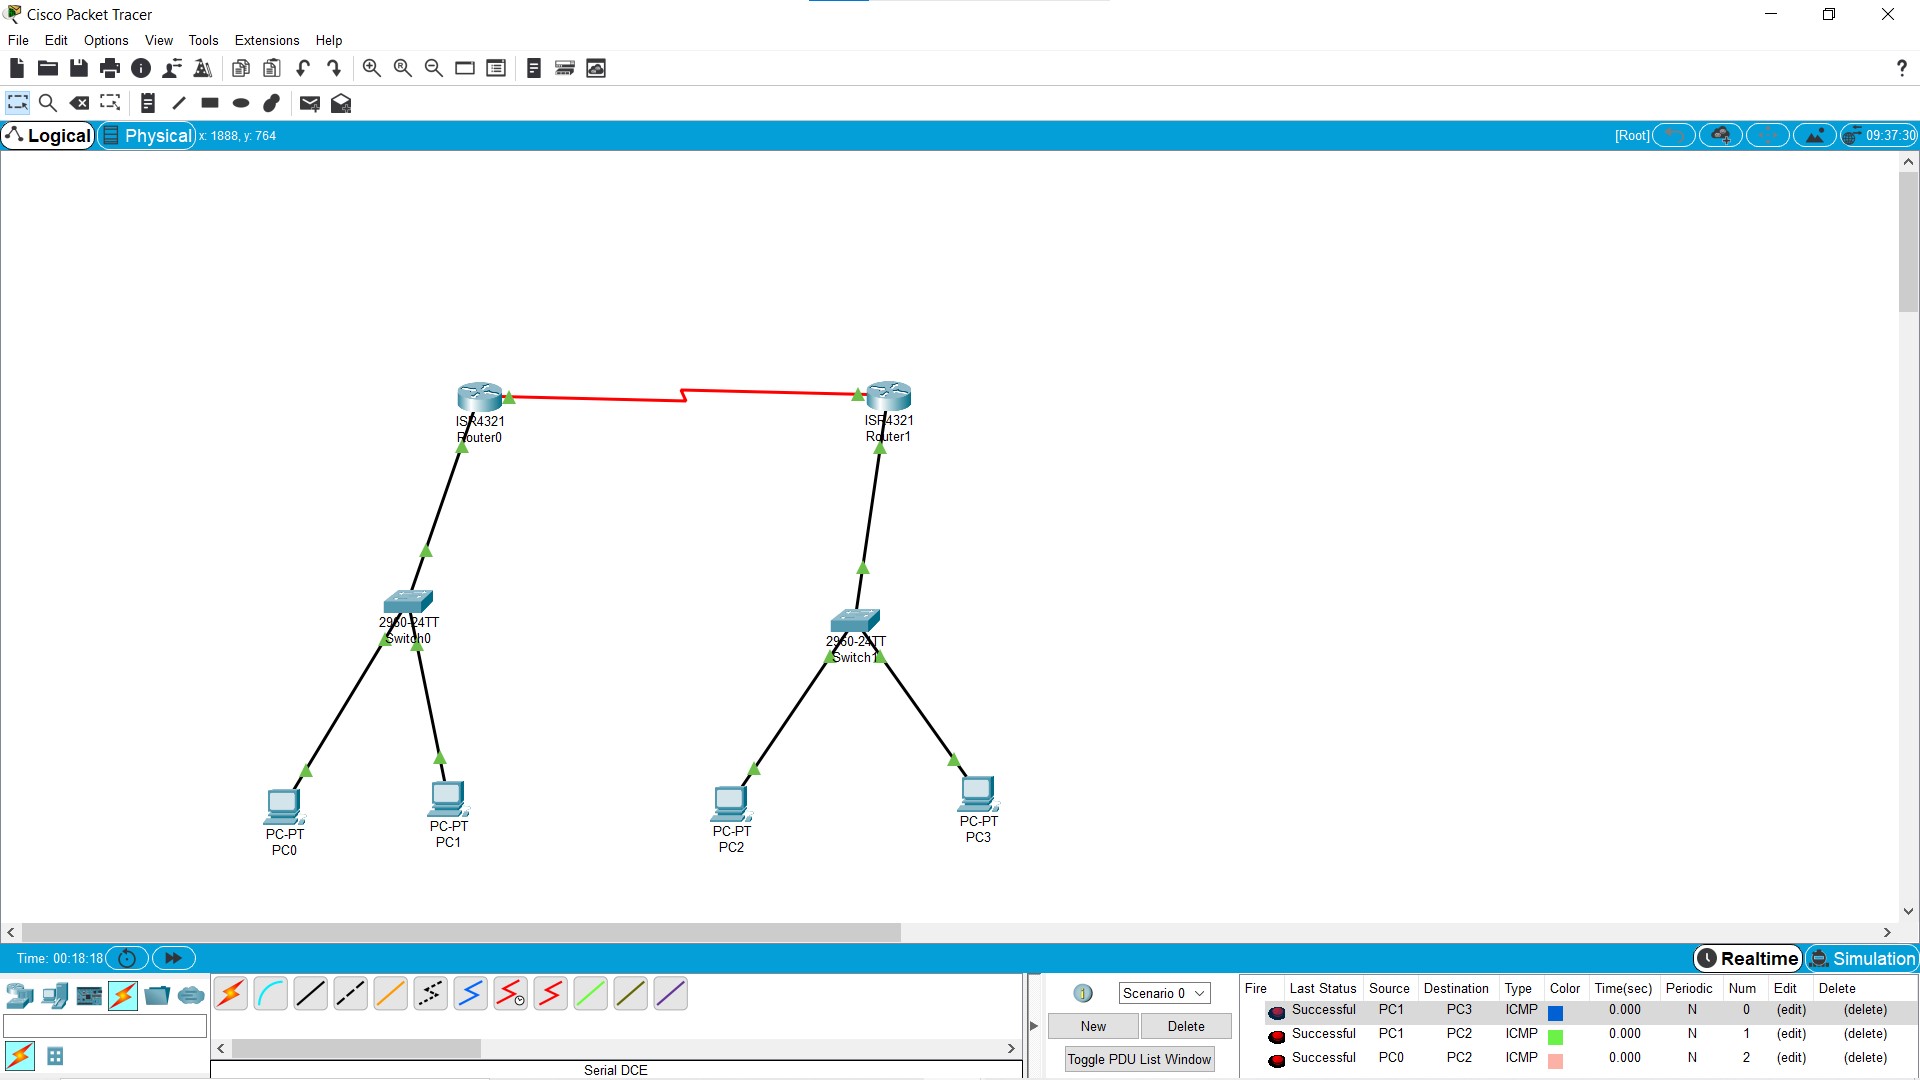 Cisco Packet Tracer
File Edit Options View Tools Extensions Help
?
Logical Physical x: 1888, y: 764 [Root] 09:37:30
ISR4321
Router0
ISR4321
Router1
2960-24TT
Switch0
2960-24TT
Switch1
PC-PT
PC0
PC-PT
PC1
PC-PT
PC2
PC-PT
PC3
Time: 00:18:18 Realtime Simulation
Scenario 0
New Delete
Toggle PDU List Window
Serial DCE
Fire Last Status Source Destination Type Color Time(sec) Periodic Num Edit Delete
Successful PC1 PC3 ICMP 0.000 N 0 (edit) (delete)
Successful PC1 PC2 ICMP 0.000 N 1 (edit) (delete)
Successful PC0 PC2 ICMP 0.000 N 2 (edit) (delete)